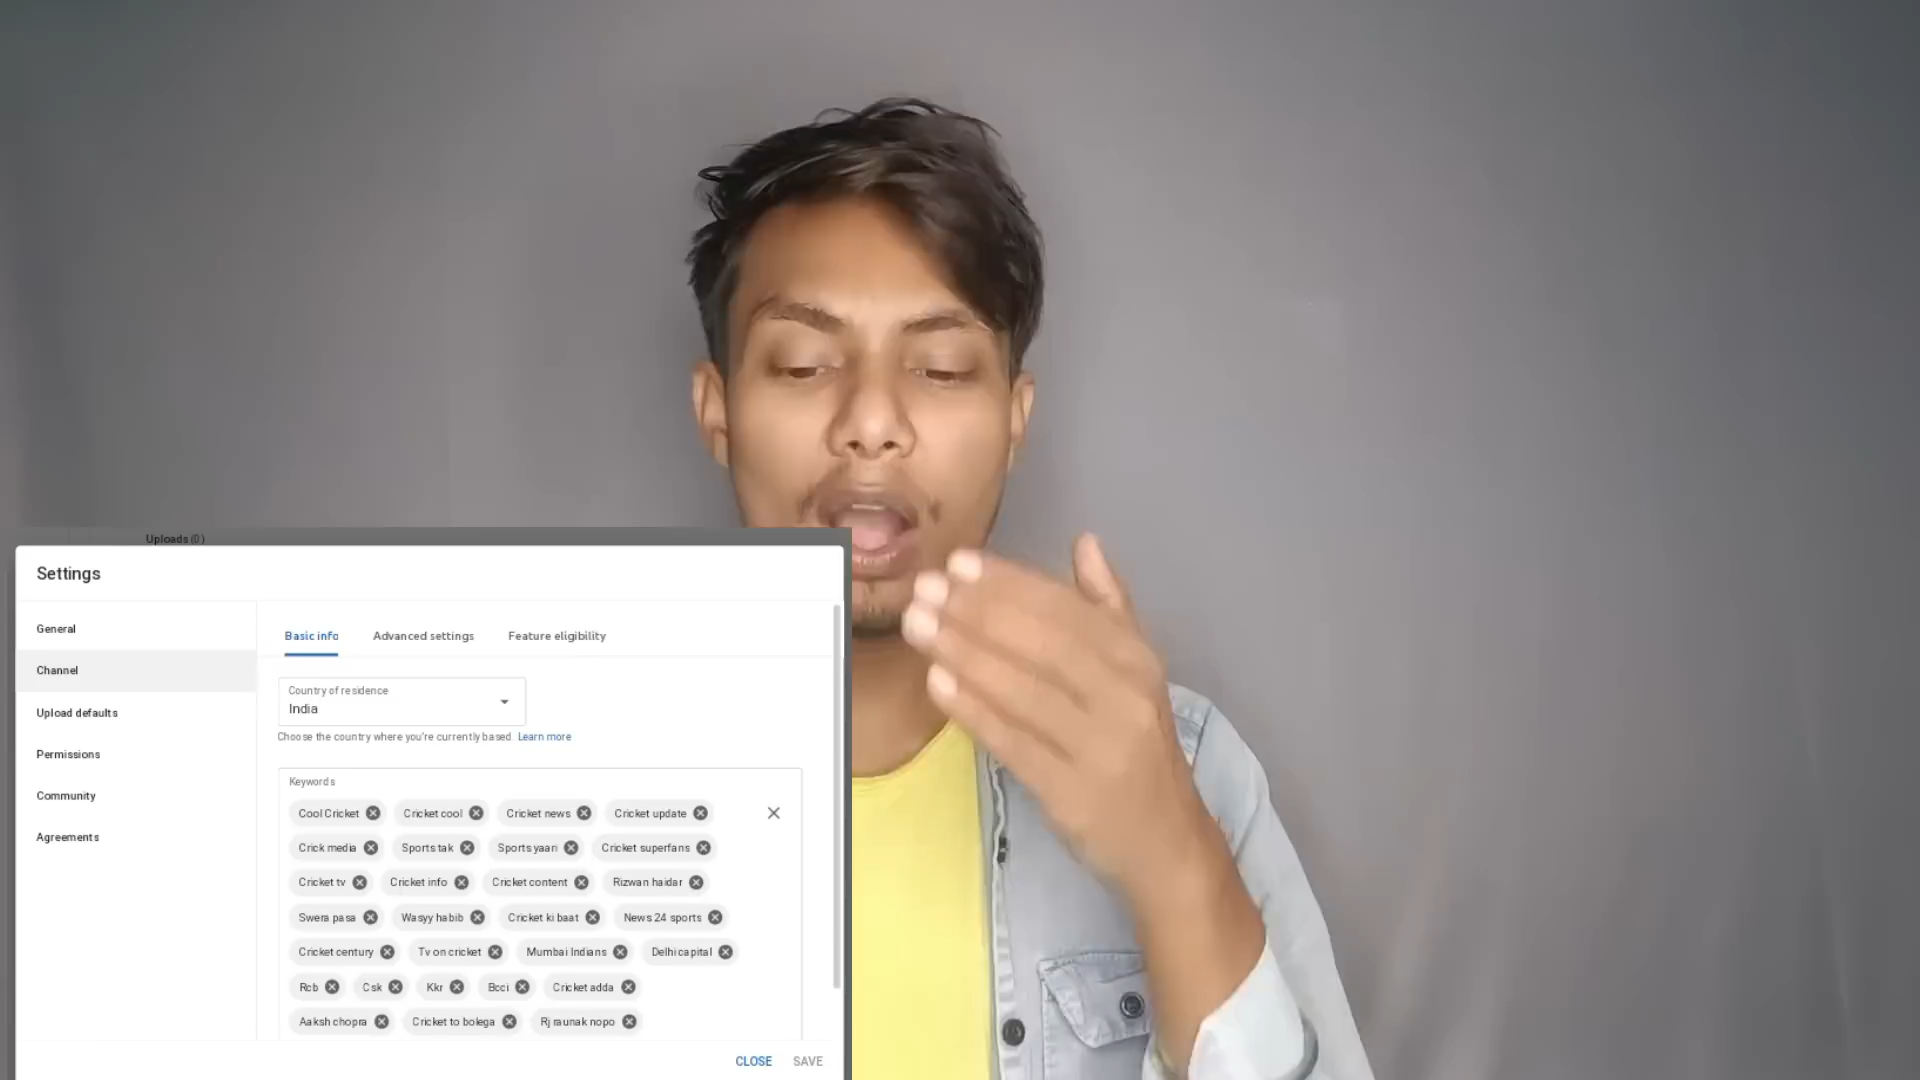 Uploads (0)
Settings
General
Channel
Upload defaults
Permissions
Community
Agreements
Basic info Advanced settings Feature eligibility
Country of residence
India
Choose the country where you're currently based. Learn more
Keywords
Cool Cricket Cricket cool Cricket news Cricket update
Crick media Sports tak Sports yaari Cricket superfans
Cricket tv Cricket info Cricket content Rizwan haidar
Swera pasa Wasyy habib Cricket ki baat News 24 sports
Cricket century Tv on cricket Mumbai Indians Delhi capital
Rcb Csk Kkr Bcci Cricket adda
Aaksh chopra Cricket to bolega Rj raunak nopo
CLOSE SAVE